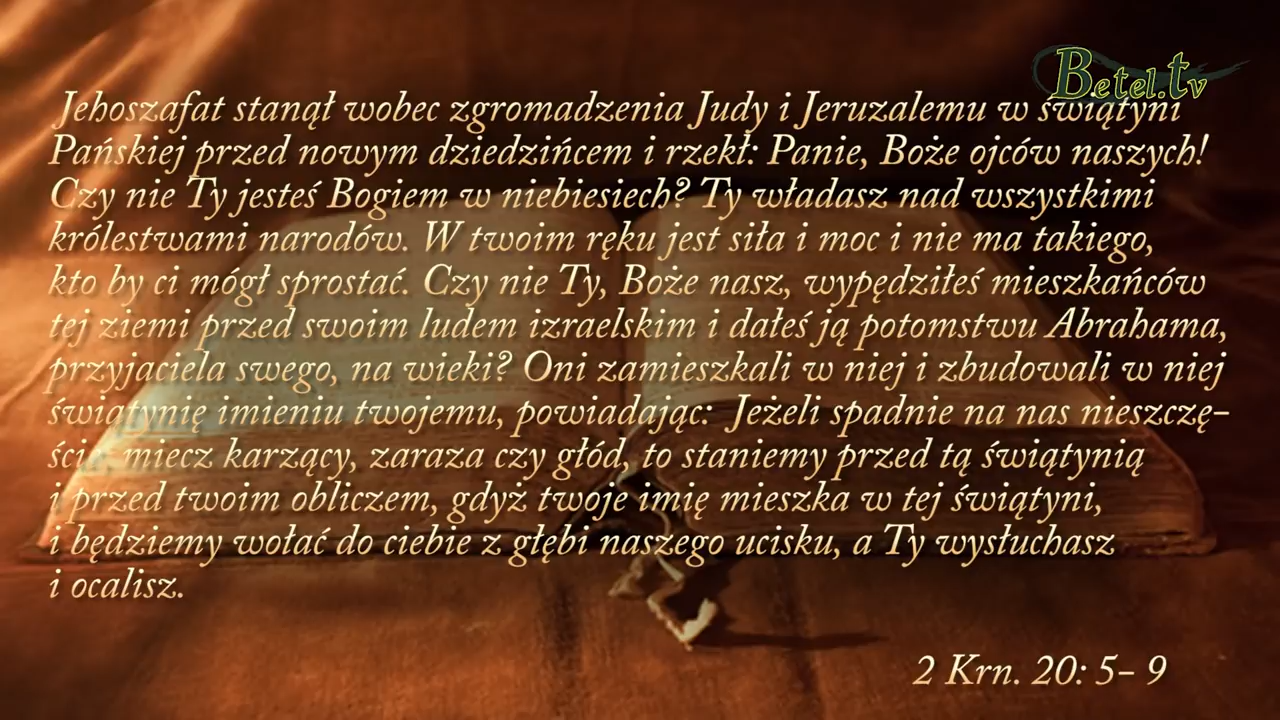 Betel.tv
Jehoszafat stanął wobec zgromadzenia Judy i Jeruzalemu w świątyni
Pańskiej przed nowym dziedzińcem i rzekł: Panie, Boże ojców naszych!
Czy nie Ty jesteś Bogiem w niebiesiech? Ty władasz nad wszystkimi
królestwami narodów. W twoim ręku jest siła i moc i nie ma takiego,
kto by ci mógł sprostać. Czy nie Ty, Boże nasz, wypędziłeś mieszkańców
tej ziemi przed swoim ludem izraelskim i dałeś ją potomstwu Abrahama,
przyjaciela swego, na wieki? Oni zamieszkali w niej i zbudowali w niej
świątynię imieniu twojemu, powiadając: Jeżeli spadnie na nas nieszczę-
ście, miecz karzący, zaraza czy głód, to staniemy przed tą świątynią
i przed twoim obliczem, gdyż twoje imię mieszka w tej świątyni,
i będziemy wołać do ciebie z głębi naszego ucisku, a Ty wysłuchasz
i ocalisz.
2 Krn. 20: 5- 9